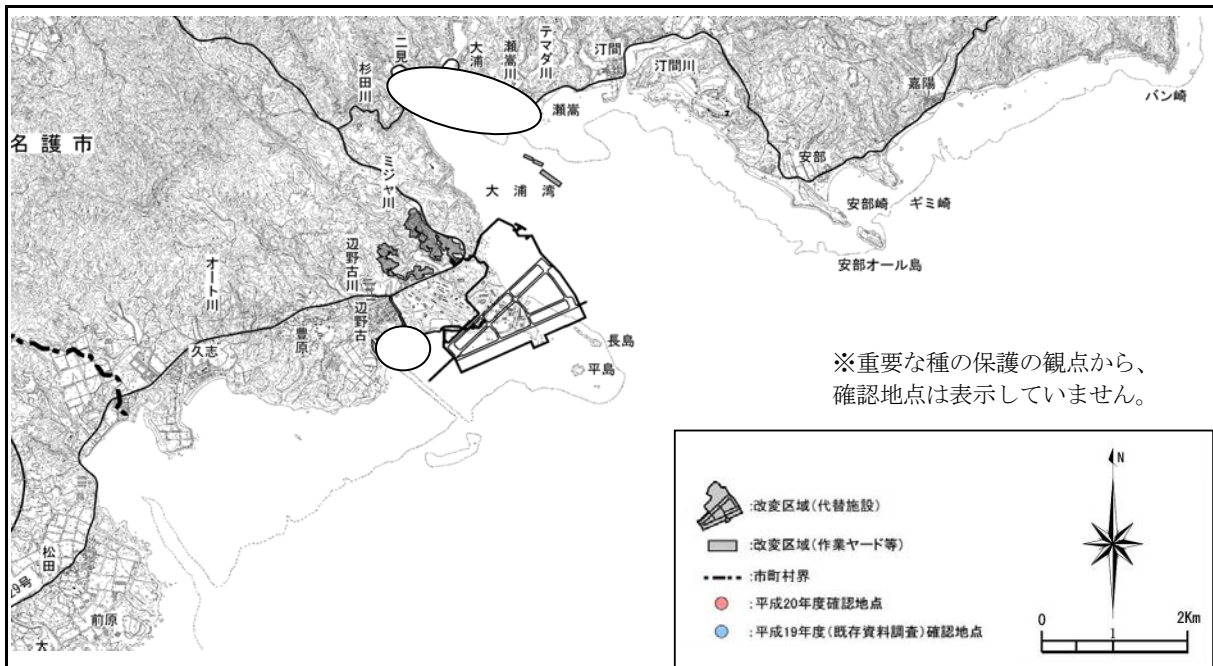 二見
大浦
瀬嵩川
テマダ川
汀間
杉田川
瀬嵩
汀間川
嘉陽
バン崎
名護市
ミジャ川
大浦湾
安部
安部崎
ギミ崎
安部オール島
オート川
辺野古川
辺野古
豊原
久志
長島
平島
※重要な種の保護の観点から、
確認地点は表示していません。
松田
29号
前原
大
N
:改変区域(代替施設)
:改変区域(作業ヤード等)
:市町村界
:平成20年度確認地点
:平成19年度(既存資料調査)確認地点
0 1 2Km